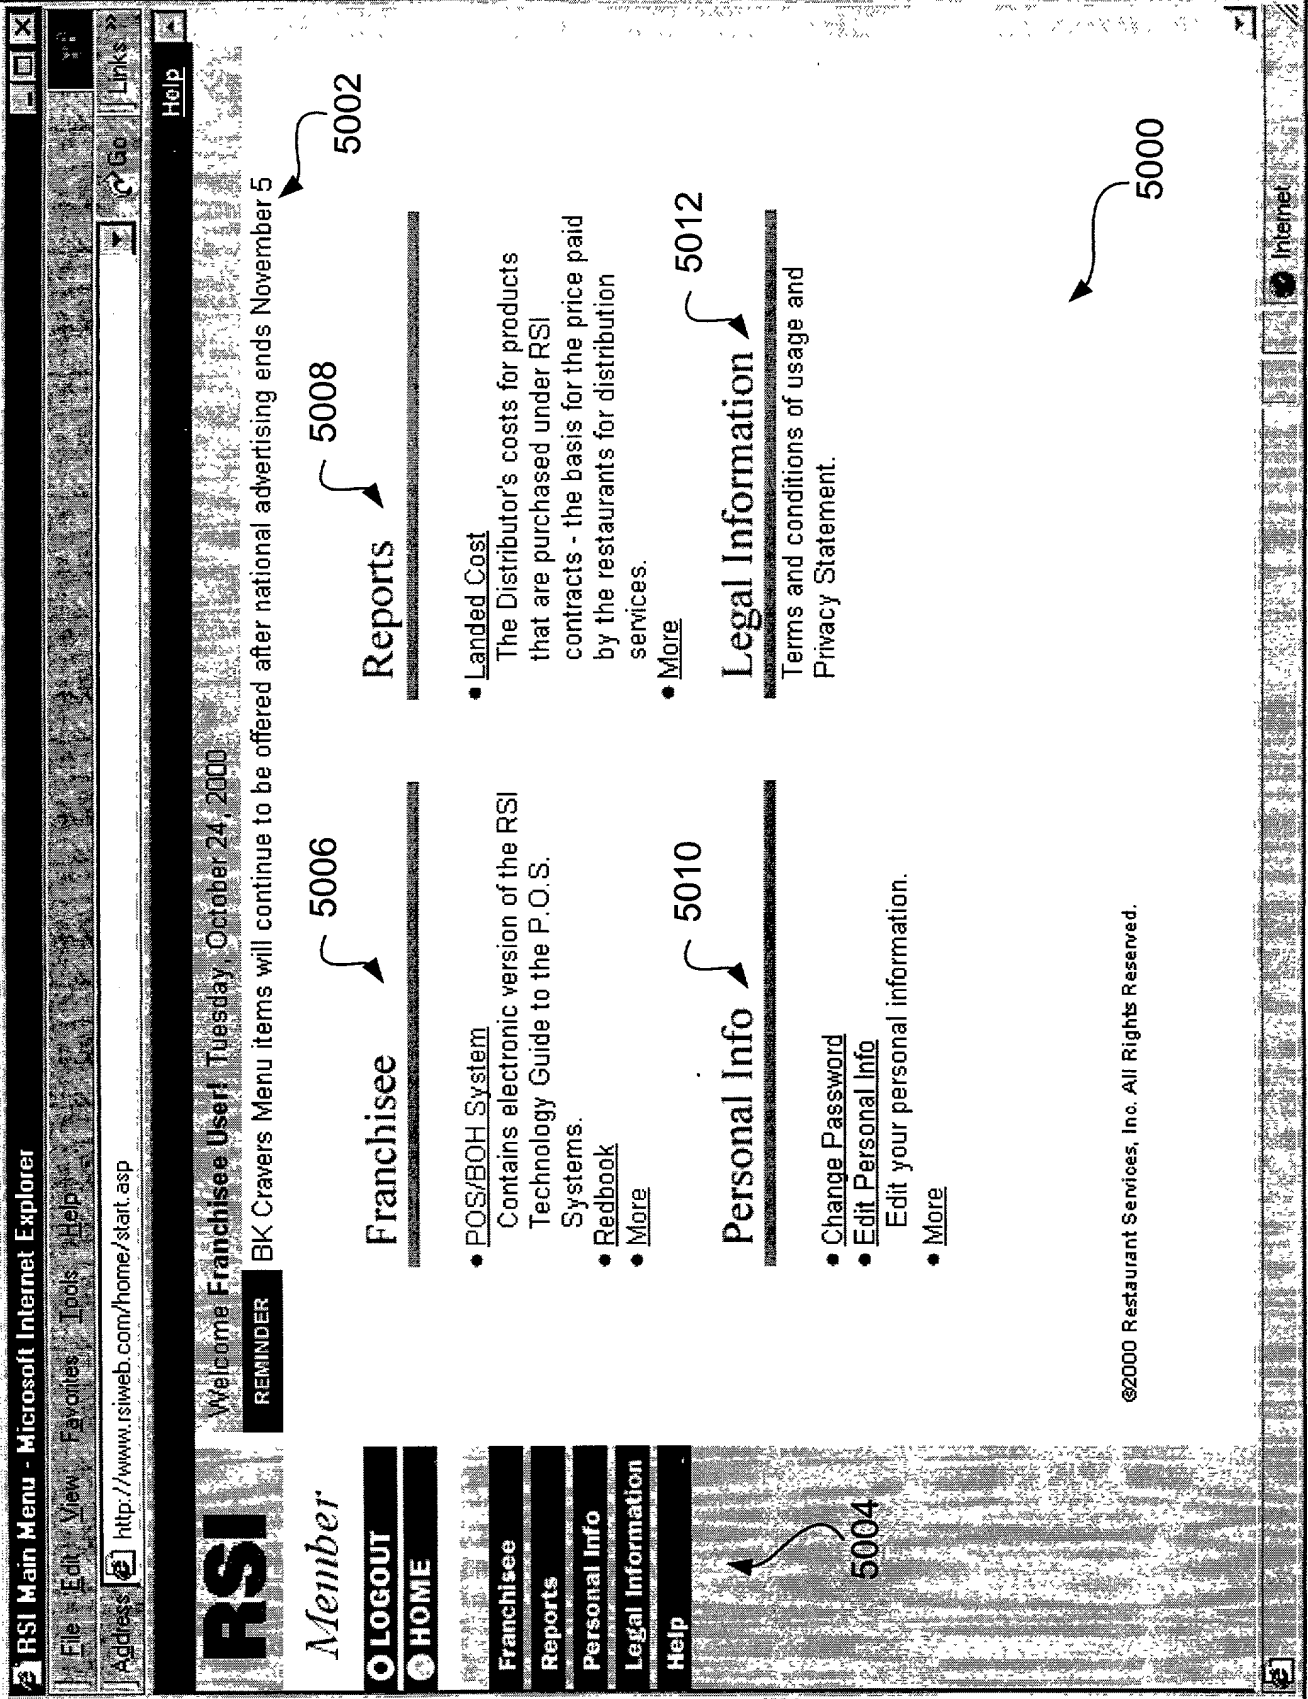 RSI Main Menu - Microsoft Internet Explorer
File Edit View Favorites Tools Help
Address http://www.rsiweb.com/home/start.asp Go Links »
Help
RSI
Welcome Franchisee User! Tuesday, October 24, 2000
REMINDER BK Cravers Menu items will continue to be offered after national advertising ends November 5
5002
Member
LOGOUT
HOME
Franchisee
Reports
Personal Info
Legal Information
Help
5004
5006
Franchisee
• POS/BOH System
Contains electronic version of the RSI
Technology Guide to the P.O.S.
Systems.
• Redbook
• More
5008
Reports
• Landed Cost
The Distributor's costs for products
that are purchased under RSI
contracts - the basis for the price paid
by the restaurants for distribution
services.
• More
5010
Personal Info
• Change Password
• Edit Personal Info
Edit your personal information.
• More
5012
Legal Information
Terms and conditions of usage and
Privacy Statement.
5000
©2000 Restaurant Services, Inc. All Rights Reserved.
Internet